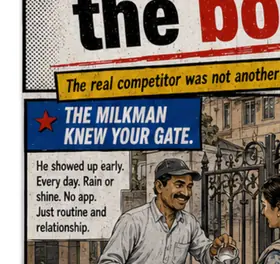 the bo
The real competitor was not another
THE MILKMAN
KNEW YOUR GATE.
He showed up early.
Every day. Rain or
shine. No app.
Just routine and
relationship.